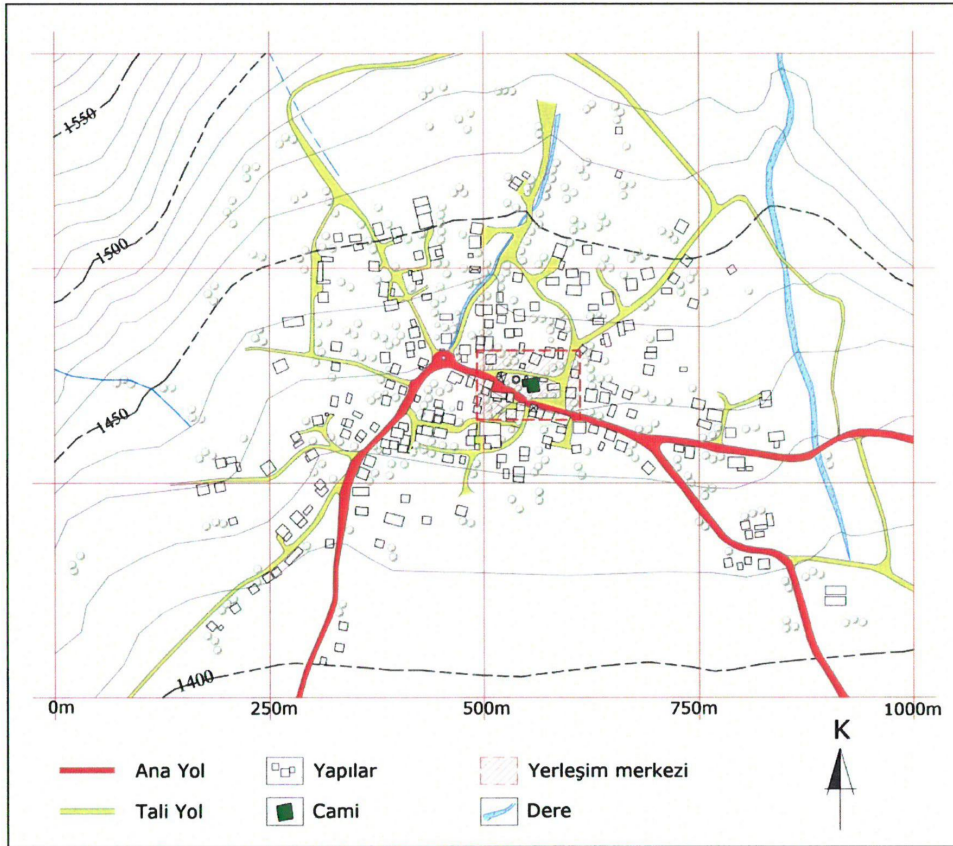 1550
1500
1450
1400
0m 250m 500m 750m 1000m
K
Ana Yol Yapılar Yerleşim merkezi
Tali Yol Cami Dere